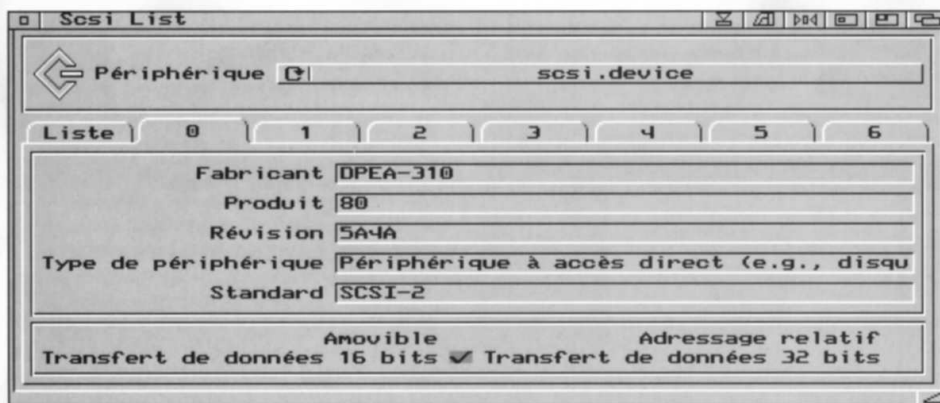 Scsi List
Périphérique scsi.device
Liste 0 1 2 3 4 5 6
Fabricant DPEA-310
Produit 80
Révision 5A4A
Type de périphérique Périphérique à accès direct (e.g., disqu
Standard SCSI-2
Amovible Adressage relatif
Transfert de données 16 bits Transfert de données 32 bits